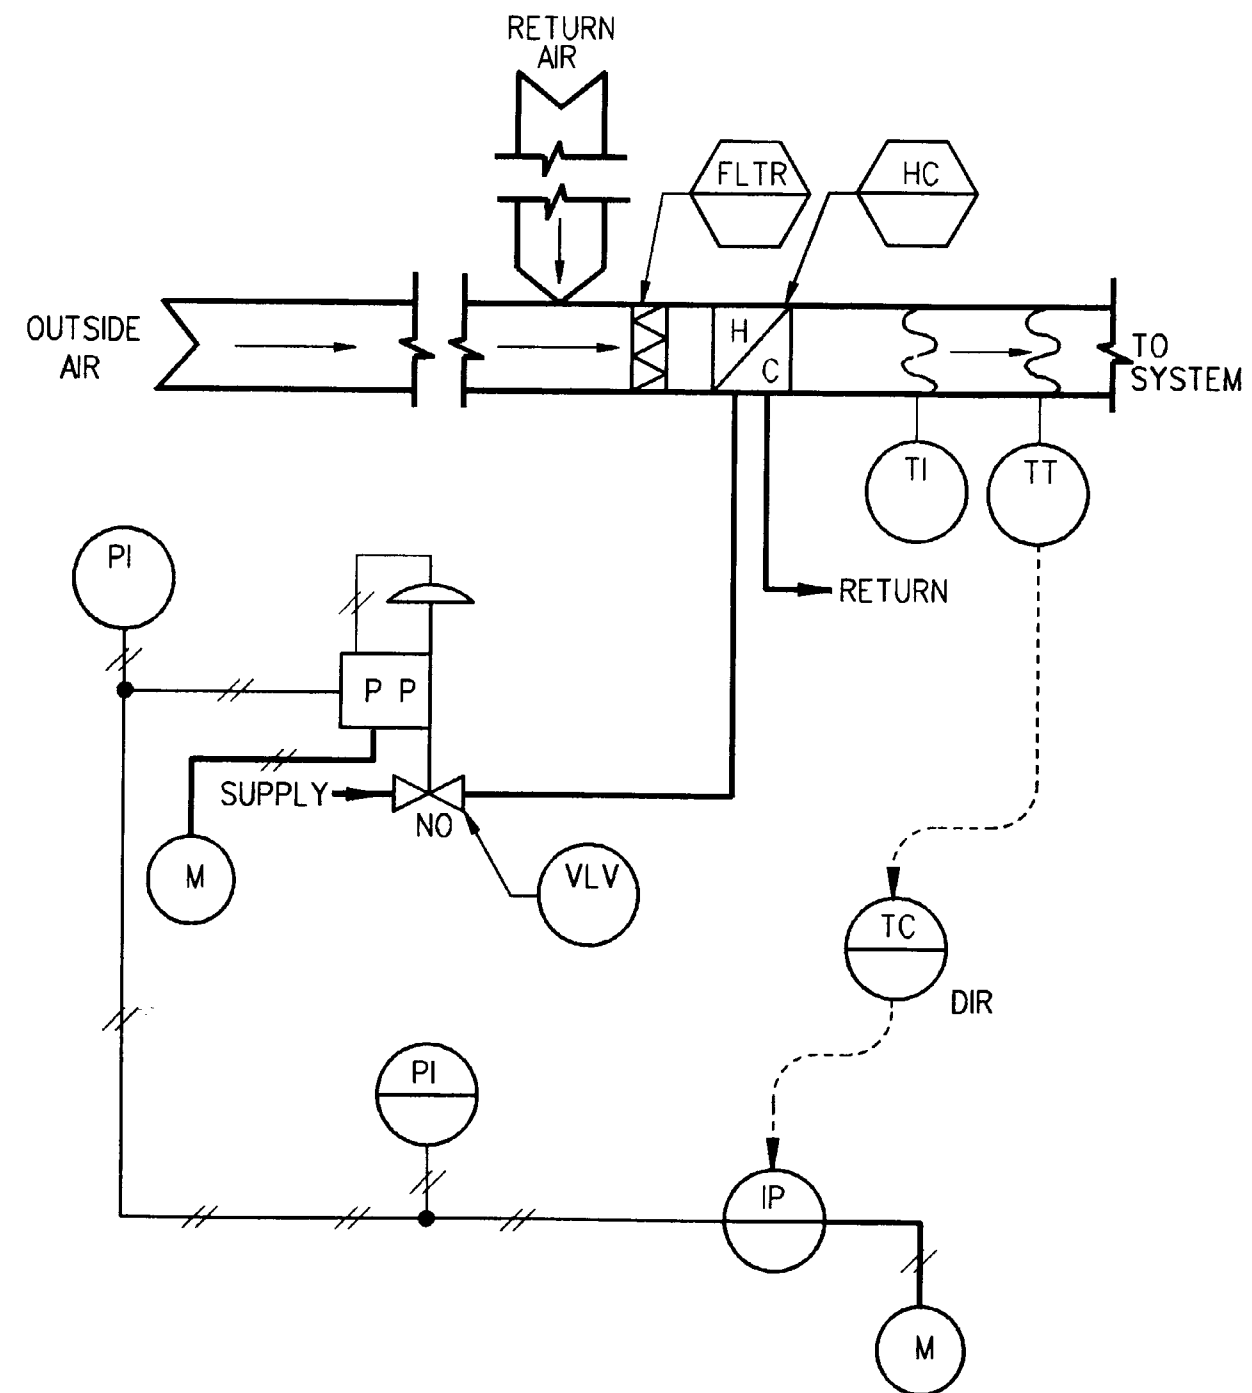 RETURN
AIR
FLTR
HC
OUTSIDE
AIR
H
C
TO
SYSTEM
TI
TT
PI
RETURN
P P
SUPPLY
NO
M
VLV
TC
DIR
PI
IP
M